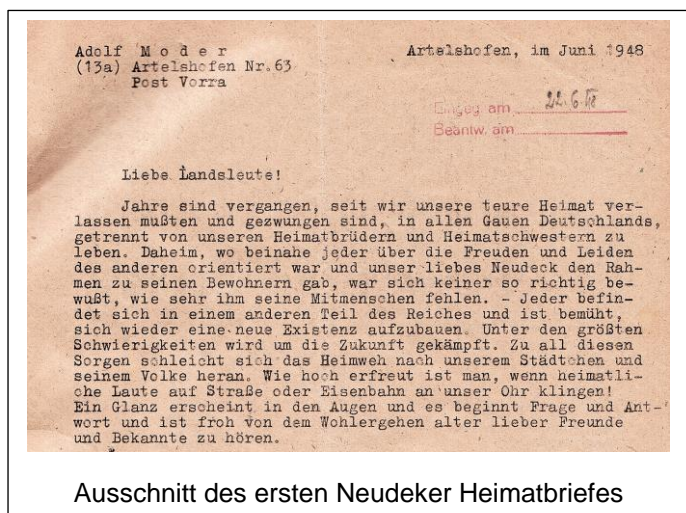 Adolf Moder
Artelshofen, im Juni 1948
(13a) Artelshofen Nr. 63
Post Vorra
Eingeg. am 22.6.48
Beantw. am
Liebe Landsleute!
Jahre sind vergangen, seit wir unsere teure Heimat ver-
lassen mußten und gezwungen sind, in allen Gauen Deutschlands,
getrennt von unseren Heimatbrüdern und Heimatschwestern zu
leben. Daheim, wo beinahe jeder über die Freuden und Leiden
des anderen orientiert war und unser liebes Neudeck den Rah-
men zu seinen Bewohnern gab, war sich keiner so richtig be-
wußt, wie sehr ihm seine Mitmenschen fehlen. - Jeder befin-
det sich in einem anderen Teil des Reiches und ist bemüht,
sich wieder eine neue Existenz aufzubauen. Unter den größten
Schwierigkeiten wird um die Zukunft gekämpft. Zu all diesen
Sorgen schleicht sich das Heimweh nach unserem Städtchen und
seinem Volke heran. Wie hoch erfreut ist man, wenn heimatli-
che Laute auf Straße oder Eisenbahn an unser Ohr klingen!
Ein Glanz erscheint in den Augen und es beginnt Frage und Ant-
wort und ist froh von dem Wohlergehen alter lieber Freunde
und Bekannte zu hören.
Ausschnitt des ersten Neudeker Heimatbriefes